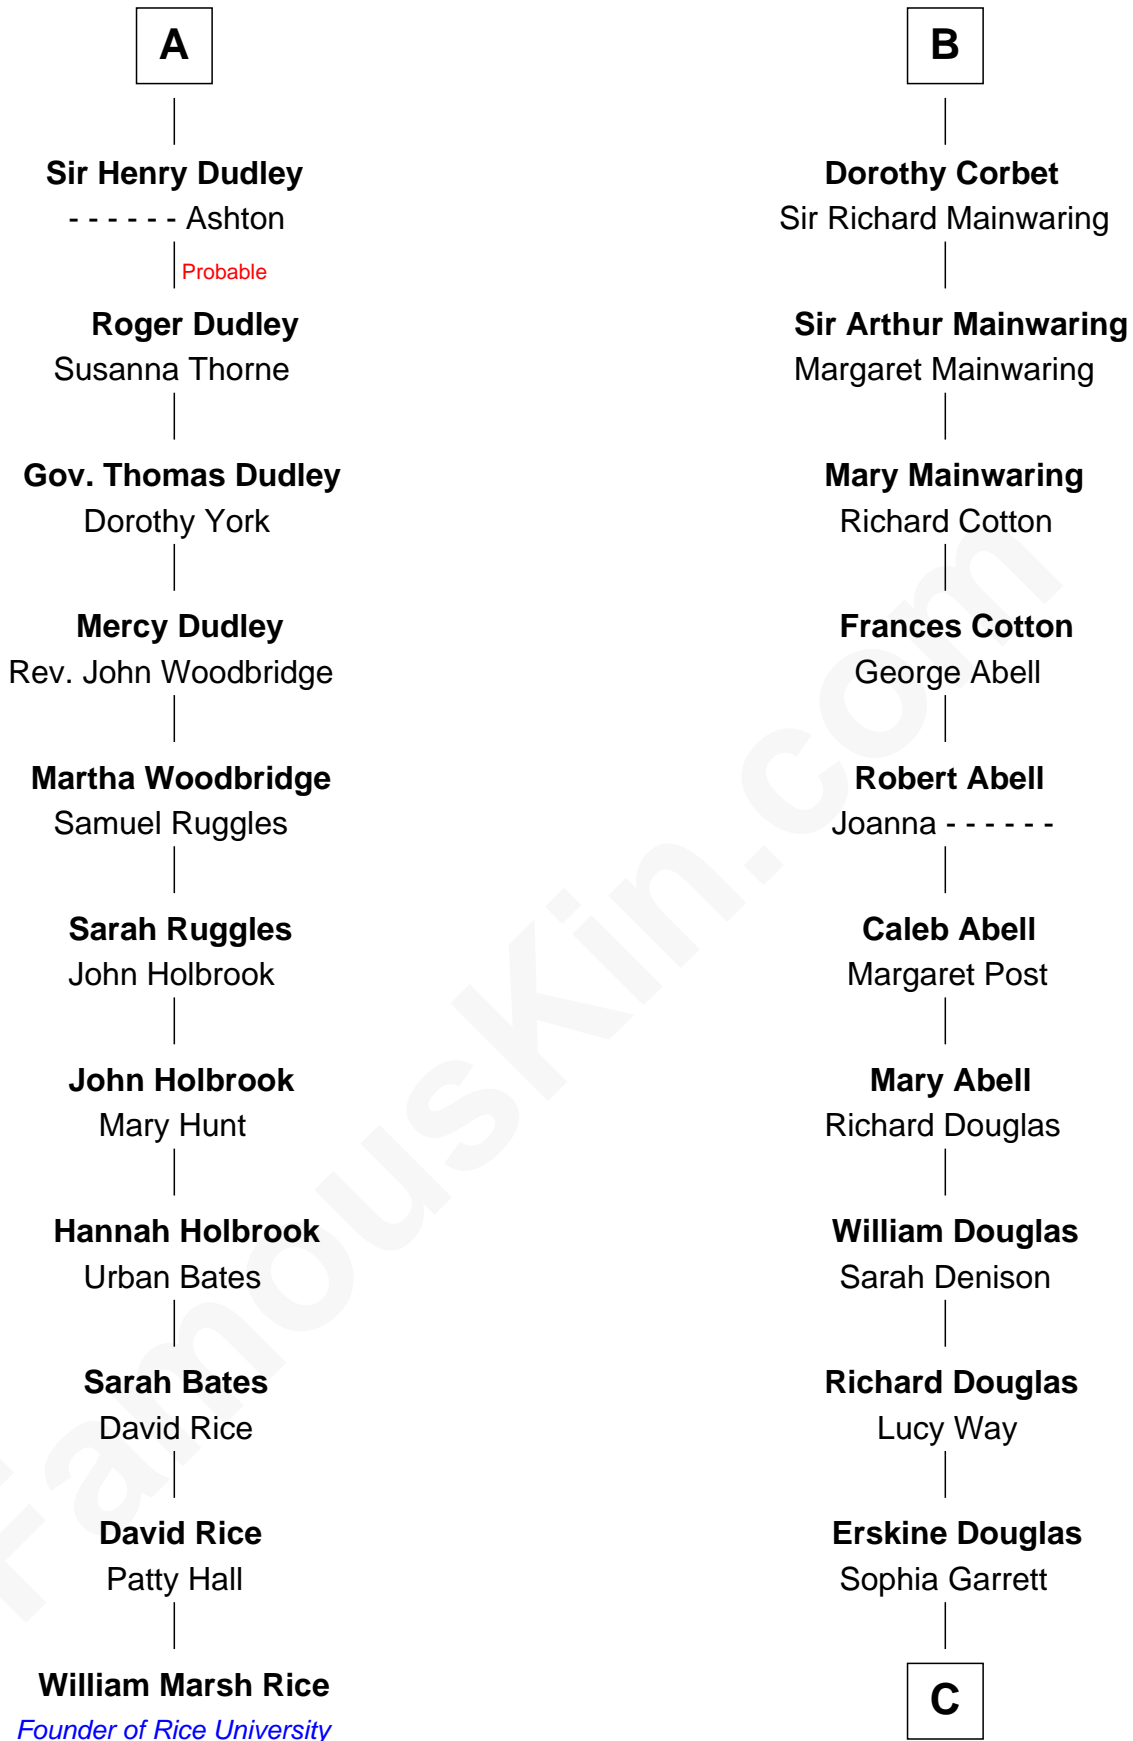 A
Sir Henry Dudley
- - - - - - Ashton
Probable
Roger Dudley
Susanna Thorne
Gov. Thomas Dudley
Dorothy York
Mercy Dudley
Rev. John Woodbridge
Martha Woodbridge
Samuel Ruggles
Sarah Ruggles
John Holbrook
John Holbrook
Mary Hunt
Hannah Holbrook
Urban Bates
Sarah Bates
David Rice
David Rice
Patty Hall
William Marsh Rice
Founder of Rice University
B
Dorothy Corbet
Sir Richard Mainwaring
Sir Arthur Mainwaring
Margaret Mainwaring
Mary Mainwaring
Richard Cotton
Frances Cotton
George Abell
Robert Abell
Joanna - - - - - -
Caleb Abell
Margaret Post
Mary Abell
Richard Douglas
William Douglas
Sarah Denison
Richard Douglas
Lucy Way
Erskine Douglas
Sophia Garrett
C
FamousKin.com